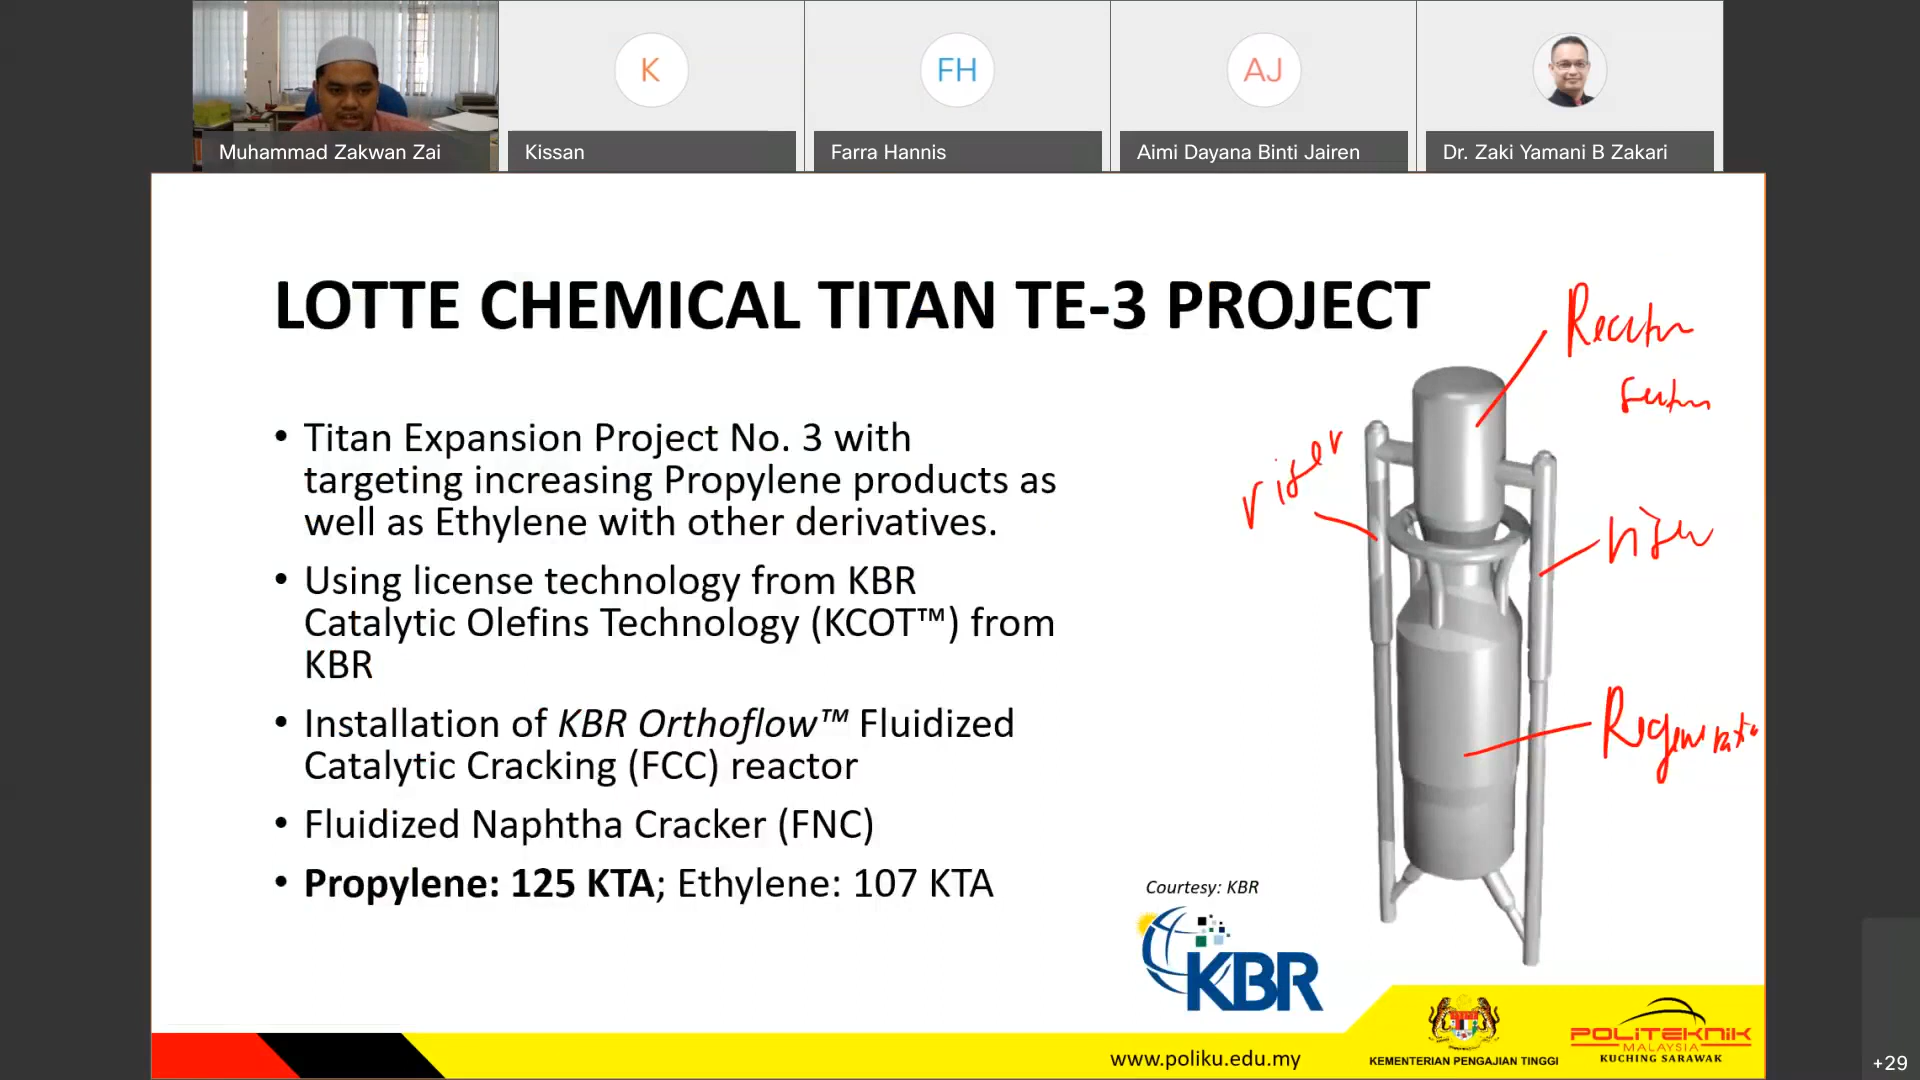 K
FH
AJ
Muhammad Zakwan Zai
Kissan
Farra Hannis
Aimi Dayana Binti Jairen
Dr. Zaki Yamani B Zakari
LOTTE CHEMICAL TITAN TE-3 PROJECT
• Titan Expansion Project No. 3 with
targeting increasing Propylene products as
well as Ethylene with other derivatives.
• Using license technology from KBR
Catalytic Olefins Technology (KCOT™) from
KBR
• Installation of KBR Orthoflow™ Fluidized
Catalytic Cracking (FCC) reactor
• Fluidized Naphtha Cracker (FNC)
• Propylene: 125 KTA; Ethylene: 107 KTA
riser
Courtesy: KBR
KBR
www.poliku.edu.my
KEMENTERIAN PENGAJIAN TINGGI
POLITEKNIK
MALAYSIA
KUCHING SARAWAK
+29